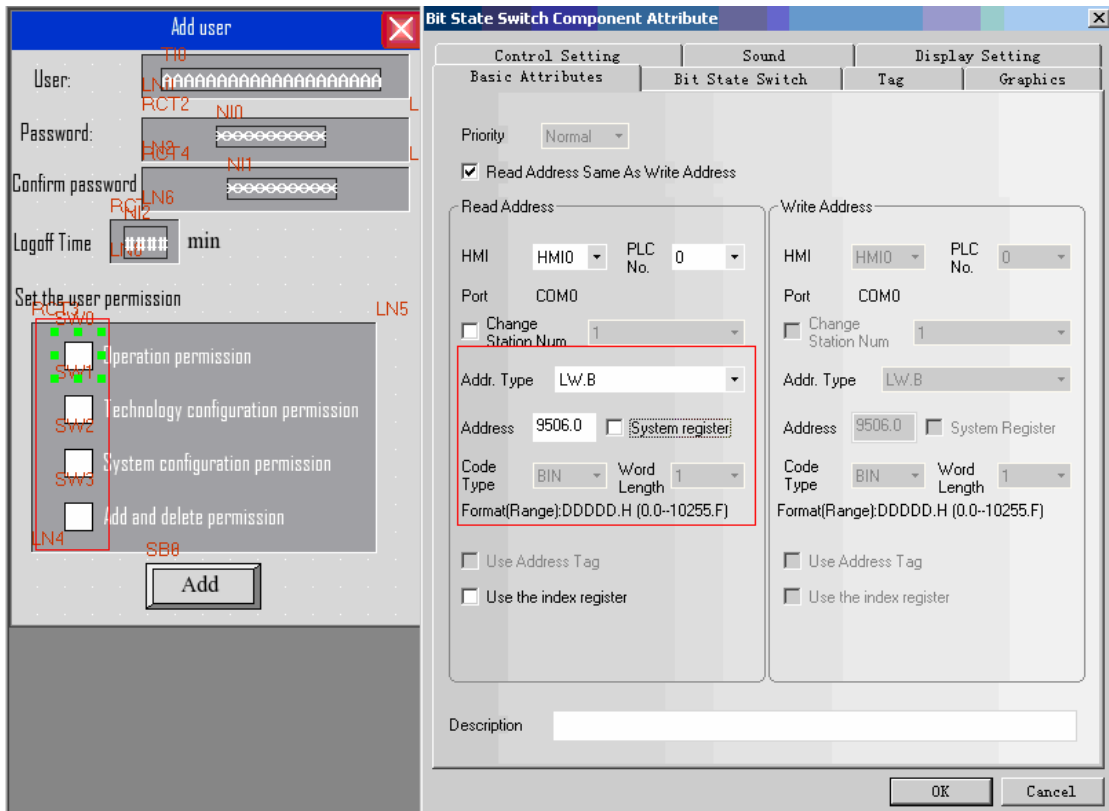 Add user
TI0
User:
AAAAAAAAAAAAAAAAAAAA
RCT2
L
NI0
Password:
××××××××××
LN2
RCT4
L
NI1
Confirm password
××××××××××
LN6
NI2
Logoff Time
####
min
Set the user permission
RCT3
LN5
SW0
Operation permission
SW1
Technology configuration permission
SW2
System configuration permission
SW3
Add and delete permission
LN4
SB0
Add
Bit State Switch Component Attribute
Control Setting Sound Display Setting
Basic Attributes Bit State Switch Tag Graphics
Priority Normal
Read Address Same As Write Address
Read Address
HMI HMI0 PLC No. 0
Port COM0
Change Station Num 1
Addr. Type LW.B
Address 9506.0 System register
Code Type BIN Word Length 1
Format(Range):DDDDD.H (0.0--10255.F)
Use Address Tag
Use the index register
Write Address
HMI HMI0 PLC No. 0
Port COM0
Change Station Num 1
Addr. Type LW.B
Address 9506.0 System Register
Code Type BIN Word Length 1
Format(Range):DDDDD.H (0.0--10255.F)
Use Address Tag
Use the index register
Description
OK Cancel